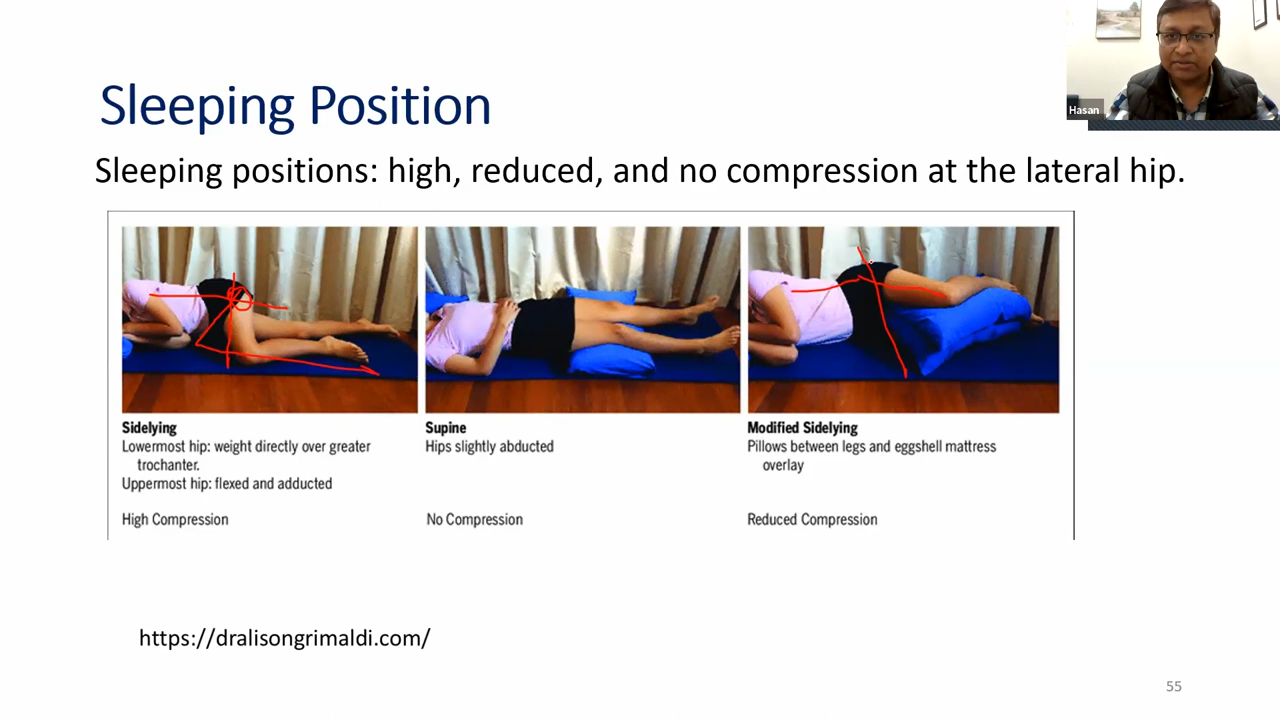 Hasan
Sleeping Position
Sleeping positions: high, reduced, and no compression at the lateral hip.
Sidelying
Lowermost hip: weight directly over greater
trochanter.
Uppermost hip: flexed and adducted
High Compression
Supine
Hips slightly abducted
No Compression
Modified Sidelying
Pillows between legs and eggshell mattress
overlay
Reduced Compression
https://dralisongrimaldi.com/
55